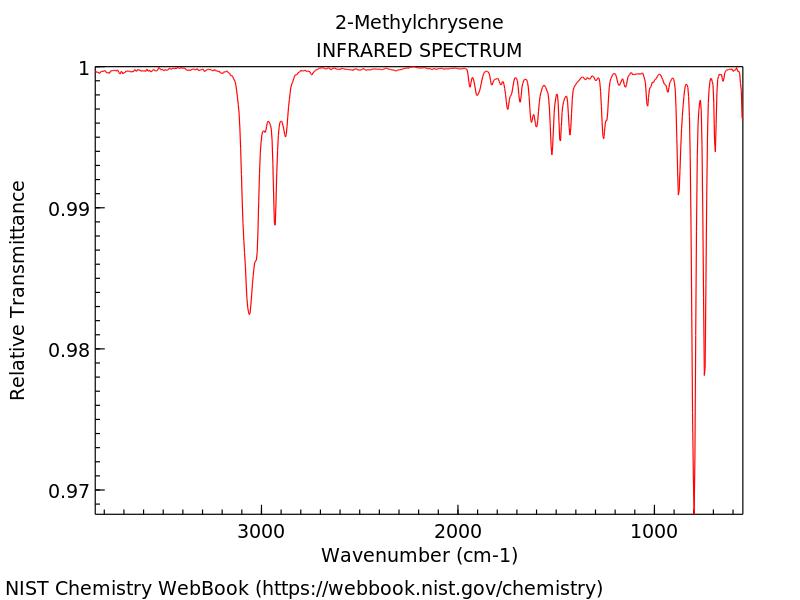 2-Methylchrysene
INFRARED SPECTRUM
1
0.99
0.98
0.97
Relative Transmittance
3000 2000 1000
Wavenumber (cm-1)
NIST Chemistry WebBook (https://webbook.nist.gov/chemistry)